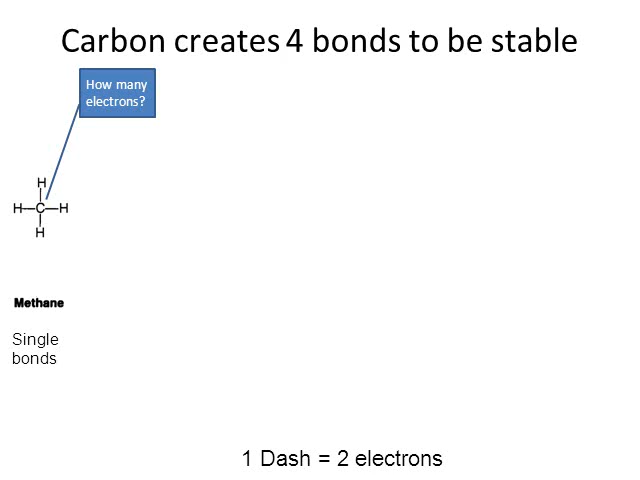 Carbon creates 4 bonds to be stable
How many
electrons?
H
H–C–H
H
Methane
Single
bonds
1 Dash = 2 electrons